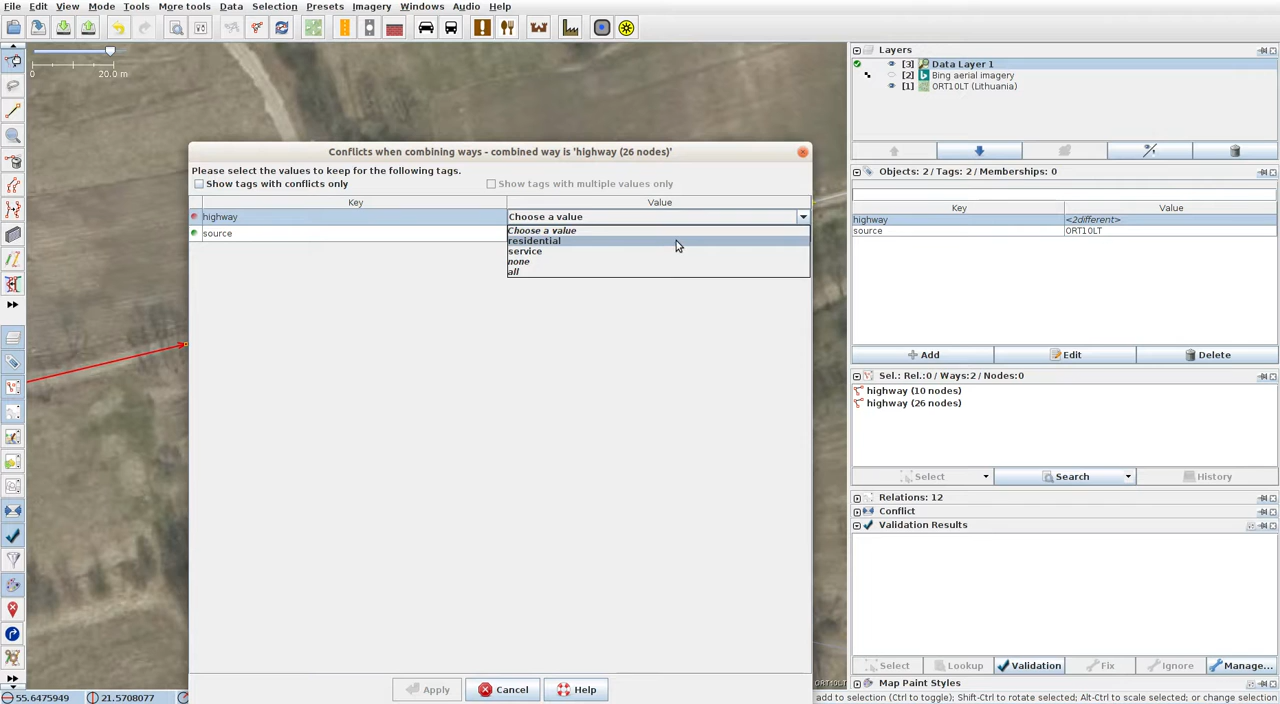 File Edit View Mode Tools More tools Data Selection Presets Imagery Windows Audio Help
0 20.0 m
Layers
[3] Data Layer 1
[2] Bing aerial imagery
[1] ORT10LT (Lithuania)
Conflicts when combining ways - combined way is 'highway (26 nodes)'
Please select the values to keep for the following tags.
Show tags with conflicts only Show tags with multiple values only
Key Value
highway Choose a value
source
Choose a value
residential
service
none
all
Apply Cancel Help
Objects: 2 / Tags: 2 / Memberships: 0
Key Value
highway <2different>
source ORT10LT
Add Edit Delete
Sel.: Rel.:0 / Ways:2 / Nodes:0
highway (10 nodes)
highway (26 nodes)
Select Search History
Relations: 12
Conflict
Validation Results
Select Lookup Validation Fix Ignore Manage...
Map Paint Styles
ORT10LT
55.6475949 21.5708077 add to selection (Ctrl to toggle); Shift-Ctrl to rotate selected; Alt-Ctrl to scale selected; or change selection